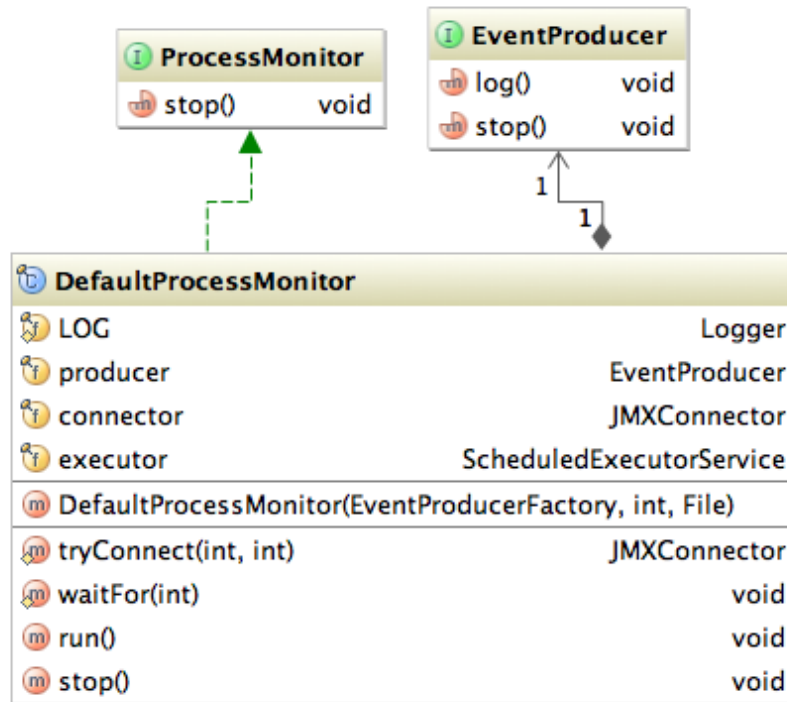 ProcessMonitor
stop() void
EventProducer
log() void
stop() void
1
1
DefaultProcessMonitor
LOG Logger
producer EventProducer
connector JMXConnector
executor ScheduledExecutorService
DefaultProcessMonitor(EventProducerFactory, int, File)
tryConnect(int, int) JMXConnector
waitFor(int) void
run() void
stop() void